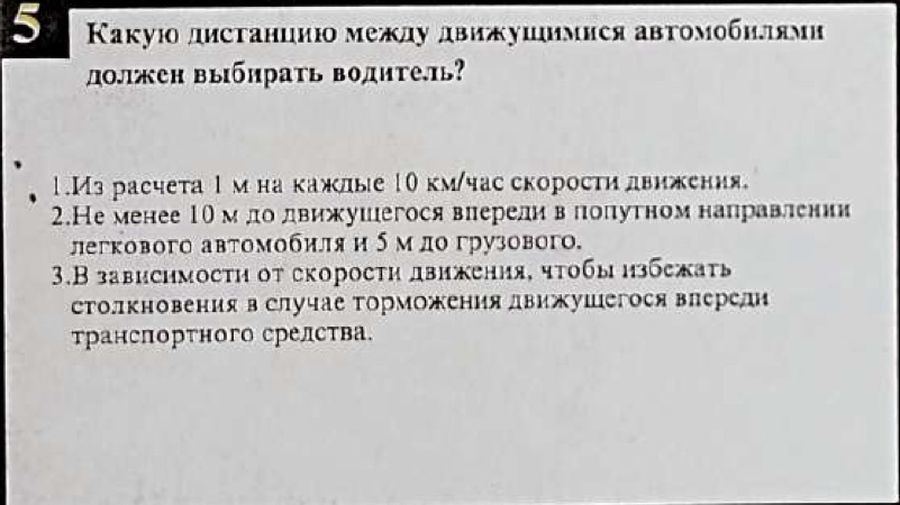 5
Какую дистанцию между движущимися автомобилями
должен выбирать водитель?
1.Из расчета 1 м на каждые 10 км/час скорости движения.
2.Не менее 10 м до движущегося впереди в попутном направлении
легкового автомобиля и 5 м до грузового.
3.В зависимости от скорости движения, чтобы избежать
столкновения в случае торможения движущегося впереди
транспортного средства.